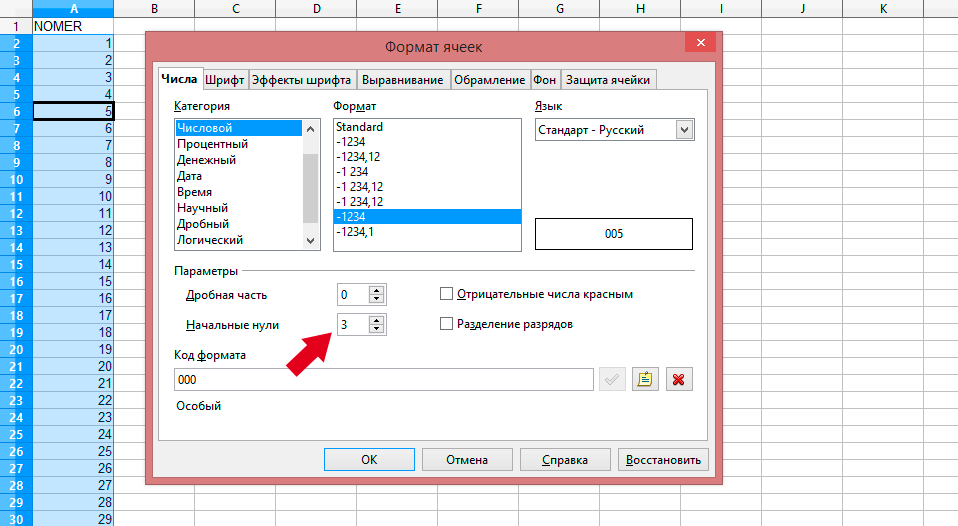 A B C D E F G H I J K
1 NOMER
2 1
3 2
4 3
5 4
6 5
7 6
8 7
9 8
10 9
11 10
12 11
13 12
14 13
15 14
16 15
17 16
18 17
19 18
20 19
21 20
22 21
23 22
24 23
25 24
26 25
27 26
28 27
29 28
30 29
Формат ячеек
Числа Шрифт Эффекты шрифта Выравнивание Обрамление Фон Защита ячейки
Категория
Числовой
Процентный
Денежный
Дата
Время
Научный
Дробный
Логический
Формат
Standard
-1234
-1234,12
-1 234
-1 234,12
-1 234,12
-1234
-1234,1
Язык
Стандарт - Русский
005
Параметры
Дробная часть 0
Отрицательные числа красным
Начальные нули 3
Разделение разрядов
Код формата
000
Особый
OK Отмена Справка Восстановить